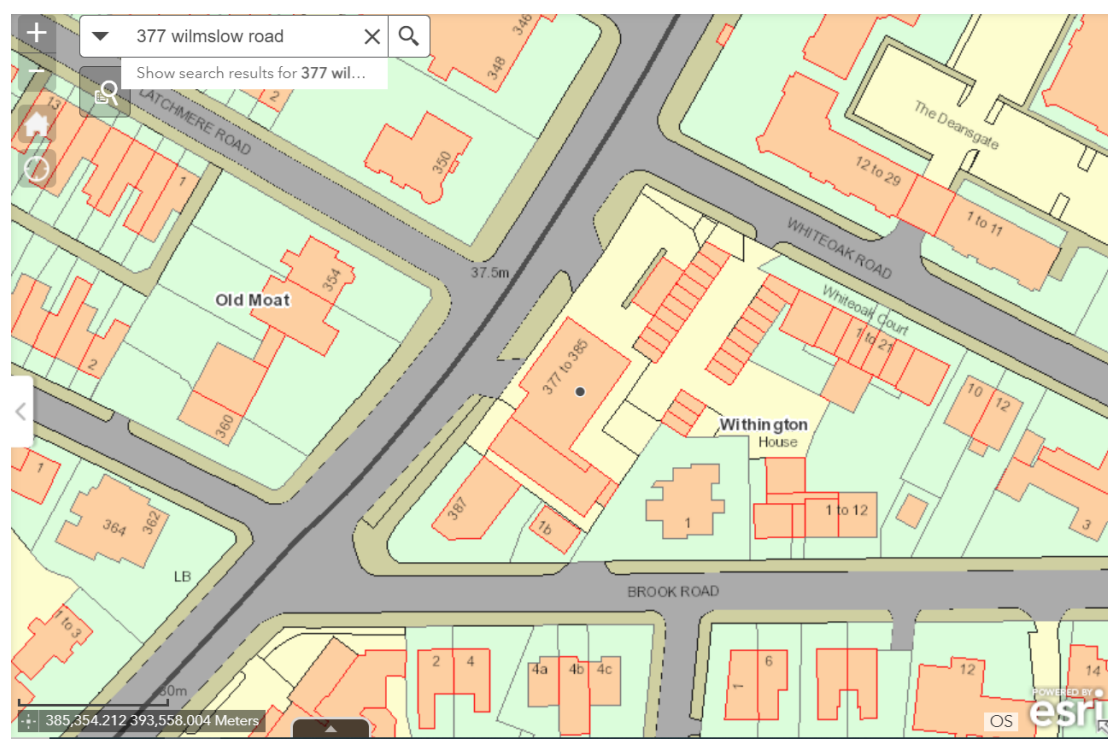 377 wilmslow road
Show search results for 377 wil...
LATCHMERE ROAD
346
348
13
2
1
350
The Deansgate
12 to 29
1 to 11
WHITEOAK ROAD
37.5m
354
Old Moat
Whiteoak Court
1 to 21
2
377 to 385
360
10
12
Withington
House
1
364
362
387
1b
1
1 to 12
3
LB
BROOK ROAD
1 to 3
2
4
4a
4b
4c
6
1
12
14
60m
385,354.212 393,558.004 Meters
OS
POWERED BY
esri